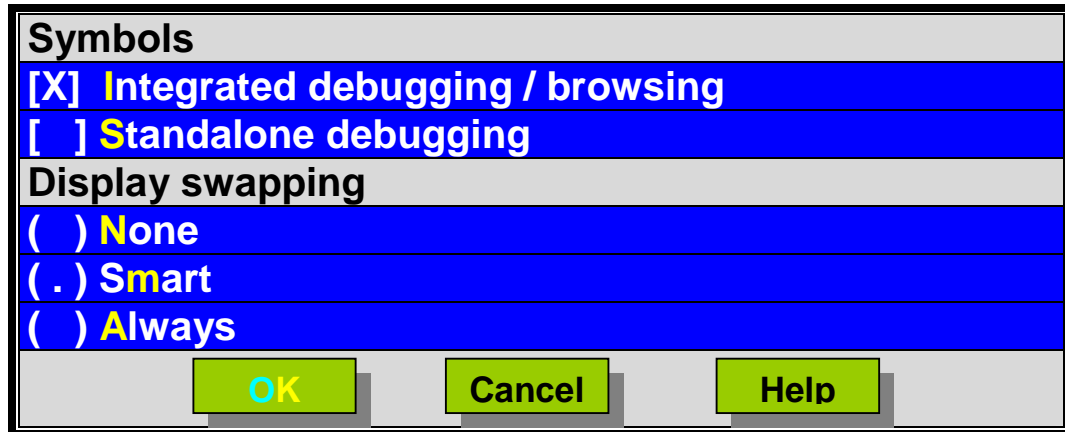 Symbols
[X] Integrated debugging / browsing
[ ] Standalone debugging
Display swapping
( ) None
( . ) Smart
( ) Always
OK Cancel Help